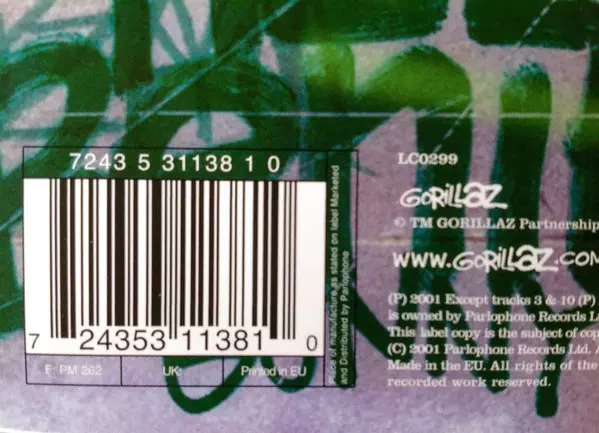 7243 5 31138 1 0
7 24353 11381 0
F: PM 262
UK:
Printed in EU
Place of manufacture as stated on label Marketed
and Distributed by Parlophone
LC0299
GORILLAZ
© TM GORILLAZ Partnership
WWW.GORILLAZ.COM
(P) 2001 Except tracks 3 & 10 (P)
is owned by Parlophone Records
This label copy is the subject of
(C) 2001 Parlophone Records Ltd.
Made in the EU. All rights of the
recorded work reserved.